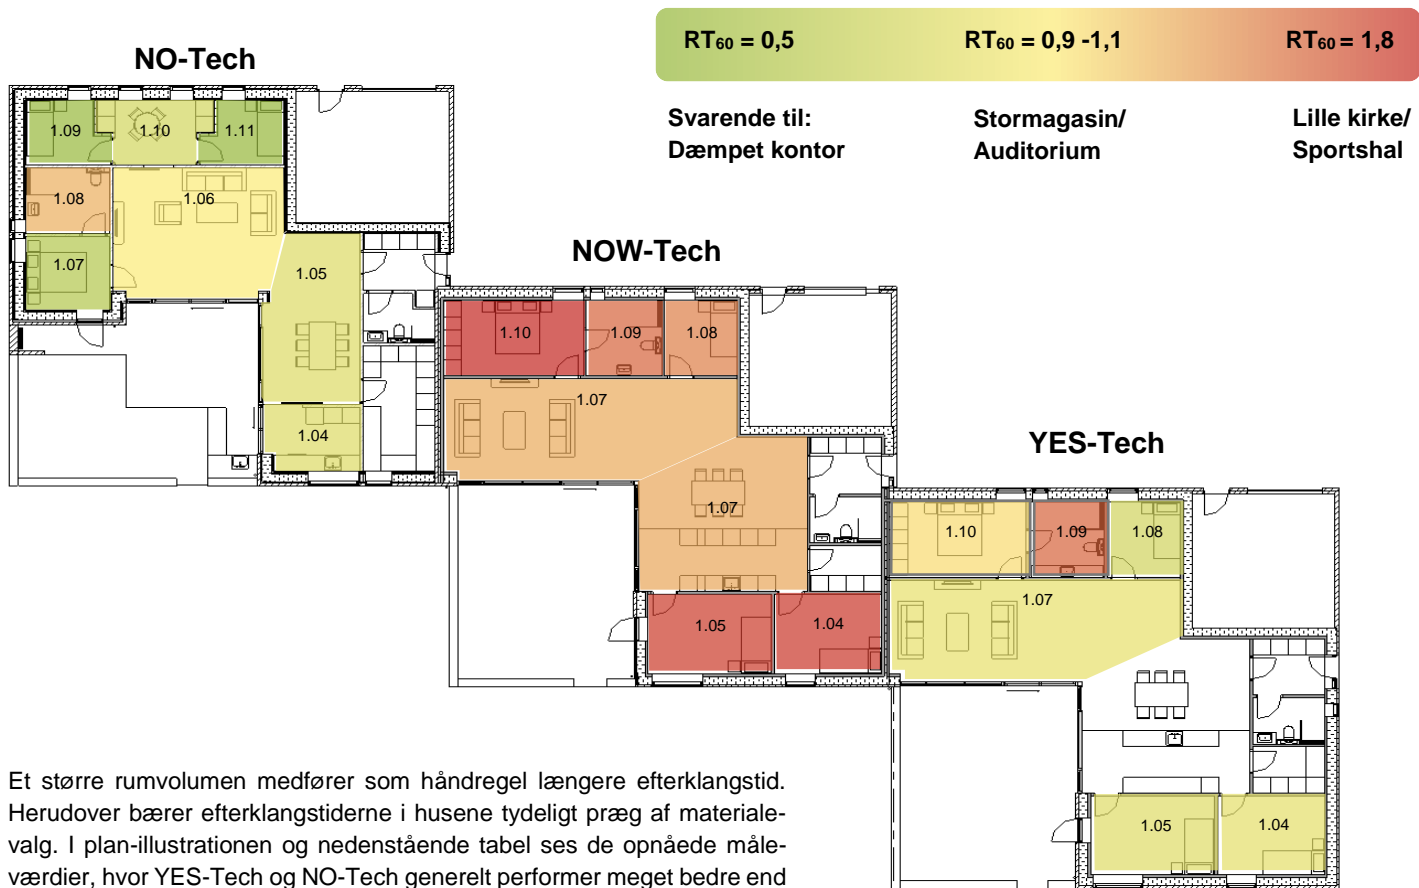 RT60 = 0,5
RT60 = 0,9 -1,1
RT60 = 1,8
Svarende til:
Dæmpet kontor
Stormagasin/
Auditorium
Lille kirke/
Sportshal
NO-Tech
1.09
1.10
1.11
1.08
1.06
1.07
1.05
1.04
NOW-Tech
1.10
1.09
1.08
1.07
1.07
1.05
1.04
YES-Tech
1.10
1.09
1.08
1.07
1.05
1.04
Et større rumvolumen medfører som håndregel længere efterklangstid.
Herudover bærer efterklangstiderne i husene tydeligt præg af materiale-
valg. I plan-illustrationen og nedenstående tabel ses de opnåede måle-
værdier, hvor YES-Tech og NO-Tech generelt performer meget bedre end